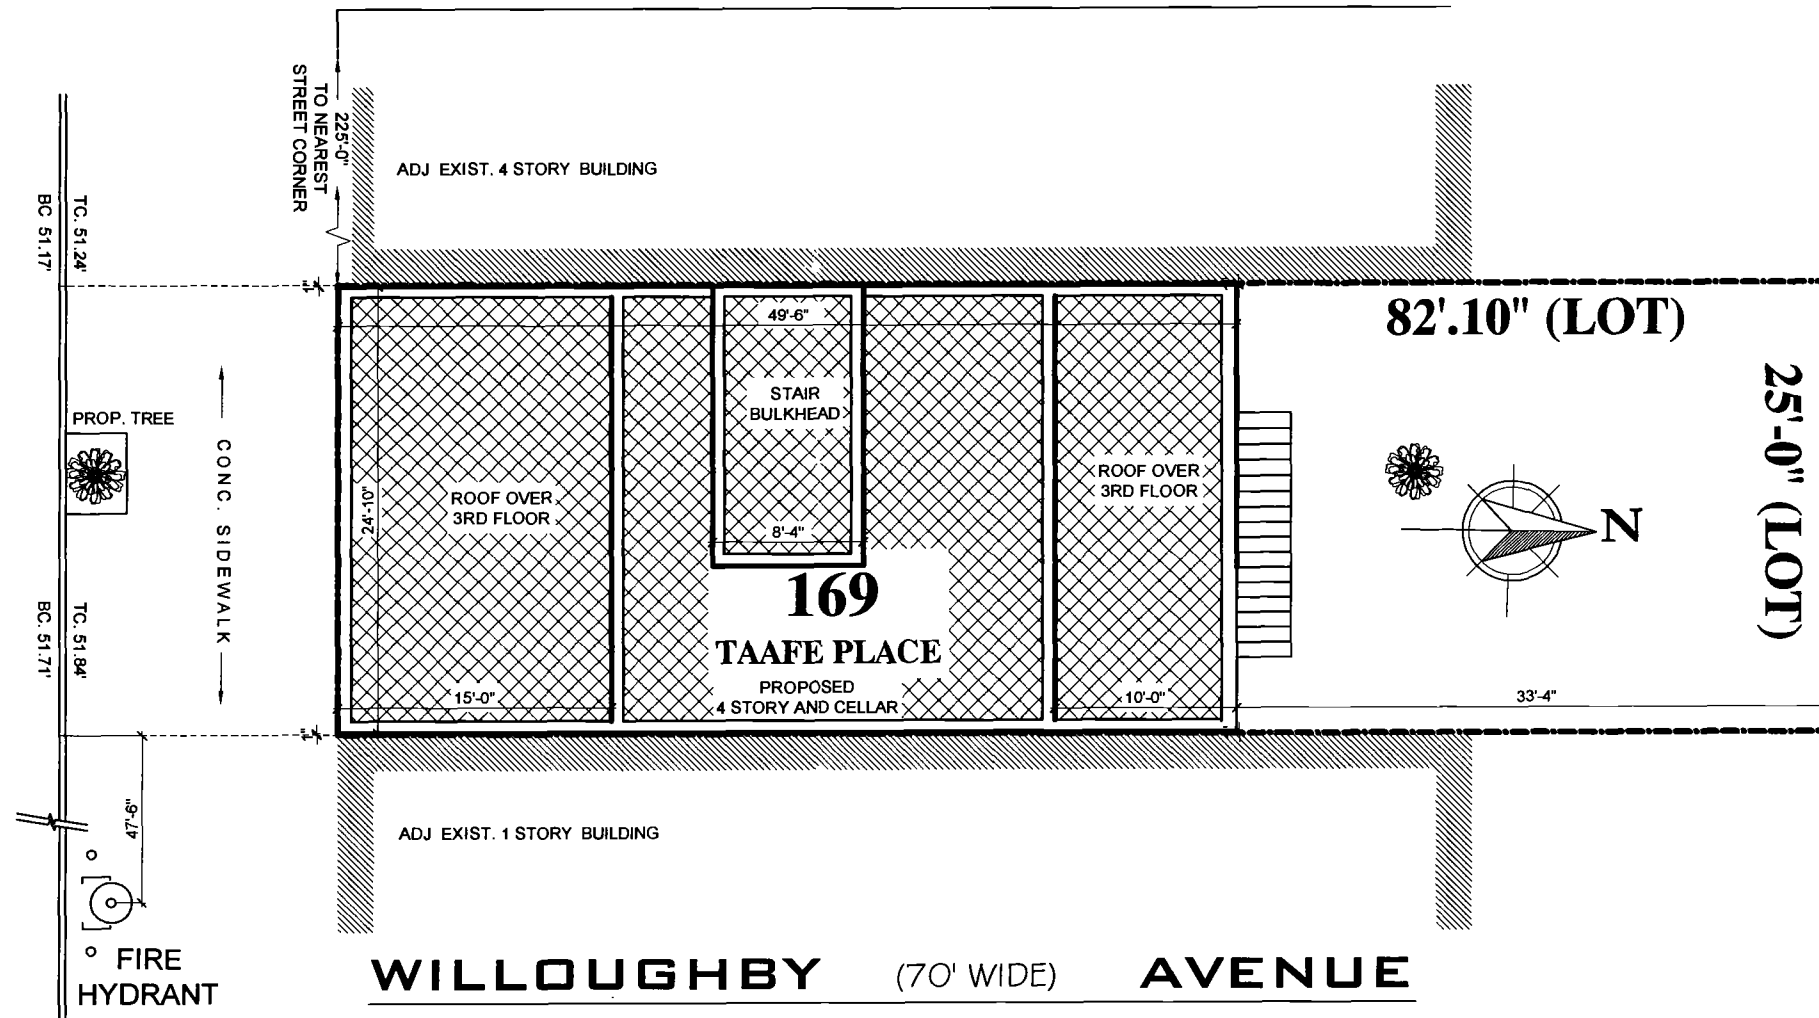 225'-0"
TO NEAREST
STREET CORNER
ADJ EXIST. 4 STORY BUILDING
TC. 51.24'
BC 51.17'
1"
49'-6"
82'.10" (LOT)
25'-0" (LOT)
PROP. TREE
CONC. SIDEWALK
STAIR
BULKHEAD
ROOF OVER
3RD FLOOR
24'-10"
ROOF OVER
3RD FLOOR
8'-4"
N
169
TAAFE PLACE
PROPOSED
4 STORY AND CELLAR
TC. 51.84'
BC. 51.71'
15'-0"
10'-0"
33'-4"
1"
47'-6"
ADJ EXIST. 1 STORY BUILDING
FIRE
HYDRANT
WILLOUGHBY (70' WIDE) AVENUE